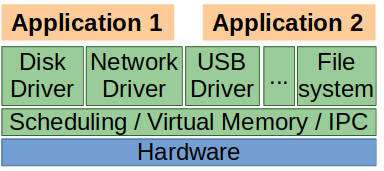 Application 1
Application 2
Disk
Driver
Network
Driver
USB
Driver
...
File
system
Scheduling / Virtual Memory / IPC
Hardware